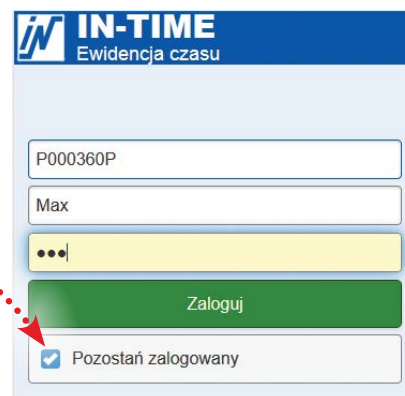 IN-TIME
Ewidencja czasu
P000360P
Max
•••
Zaloguj
Pozostań zalogowany